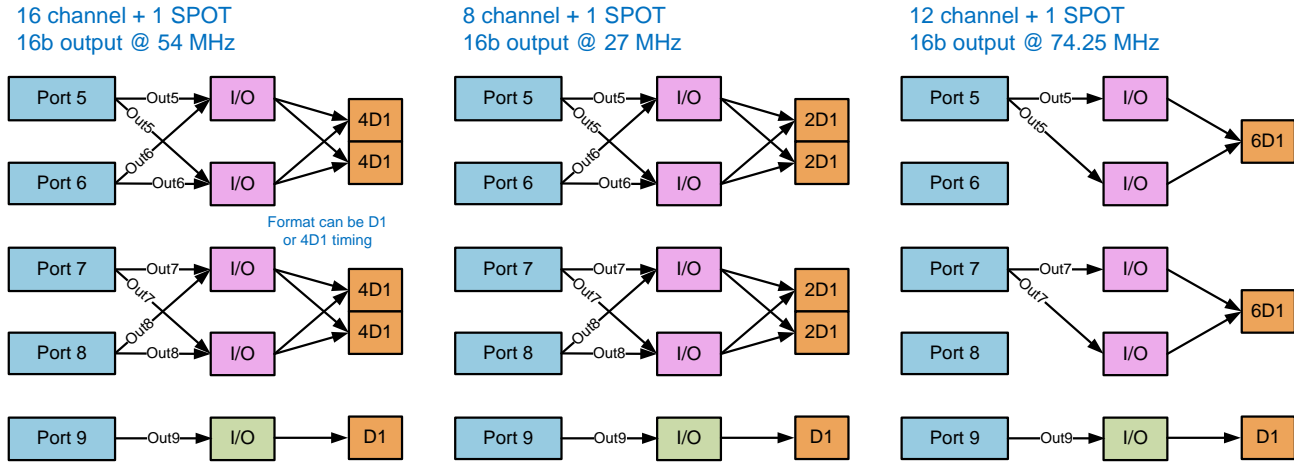 16 channel + 1 SPOT
16b output @ 54 MHz
Port 5
Out5
I/O
Out5
4D1
Out6
4D1
Port 6
Out6
I/O
Format can be D1
or 4D1 timing
Port 7
Out7
I/O
Out7
4D1
Out8
4D1
Port 8
Out8
I/O
Port 9
Out9
I/O
D1
8 channel + 1 SPOT
16b output @ 27 MHz
Port 5
Out5
I/O
Out5
2D1
Out6
2D1
Port 6
Out6
I/O
Port 7
Out7
I/O
Out7
2D1
Out8
2D1
Port 8
Out8
I/O
Port 9
Out9
I/O
D1
12 channel + 1 SPOT
16b output @ 74.25 MHz
Port 5
Out5
I/O
Out5
6D1
Port 6
I/O
Port 7
Out7
I/O
Out7
6D1
Port 8
I/O
Port 9
Out9
I/O
D1